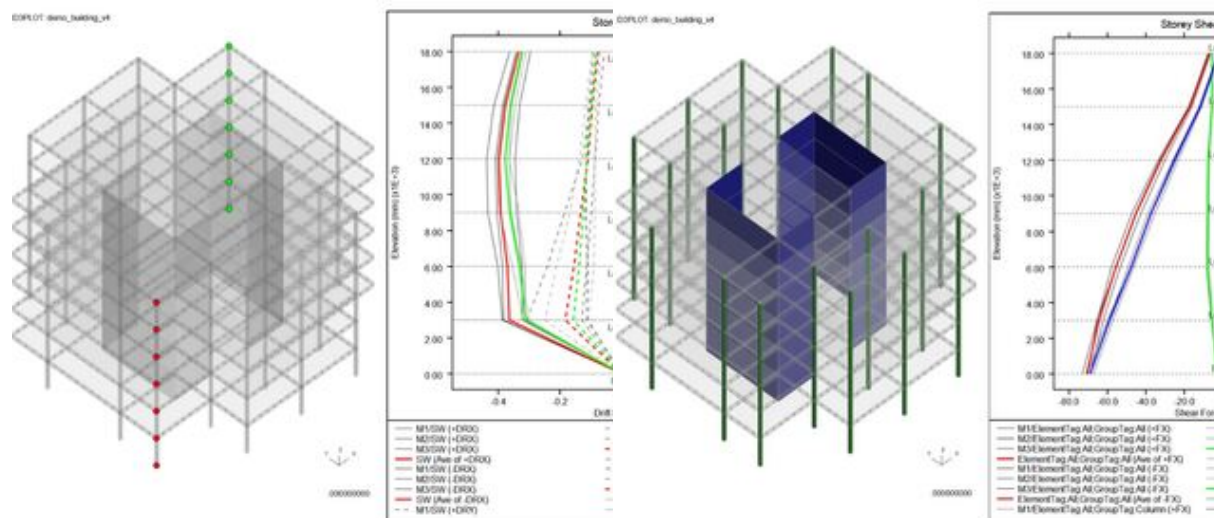 D3PLOT: demo_building_v4
Store
18.00
16.00
14.00
12.00
10.00
8.00
6.00
4.00
2.00
0.00
Elevation (mm) (x1E+3)
-0.4
-0.2
Drift
M1/SW (+DRX)
M2/SW (+DRX)
M3/SW (+DRX)
SW (Ave of +DRX)
M1/SW (-DRX)
M2/SW (-DRX)
M3/SW (-DRX)
SW (Ave of -DRX)
M1/SW (+DRY)
D3PLOT: demo_building_v4
Storey Shea
18.00
16.00
14.00
12.00
10.00
8.00
6.00
4.00
2.00
0.00
Elevation (mm) (x1E+3)
-80.0
-60.0
-40.0
-20.0
Shear For
M1/ElementTag:All;GroupTag:All (+FX)
M2/ElementTag:All;GroupTag:All (+FX)
M3/ElementTag:All;GroupTag:All (+FX)
ElementTag:All;GroupTag:All (Ave of +FX)
M1/ElementTag:All;GroupTag:All (-FX)
M2/ElementTag:All;GroupTag:All (-FX)
M3/ElementTag:All;GroupTag:All (-FX)
ElementTag:All;GroupTag:All (Ave of -FX)
M1/ElementTag:All;GroupTag:Column (+FX)